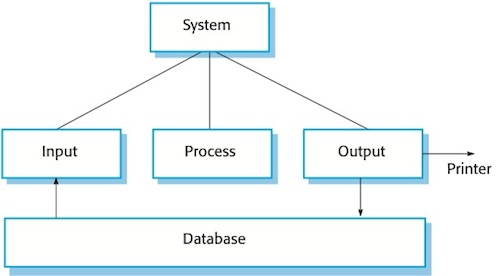 System
Input
Process
Output
Printer
Database